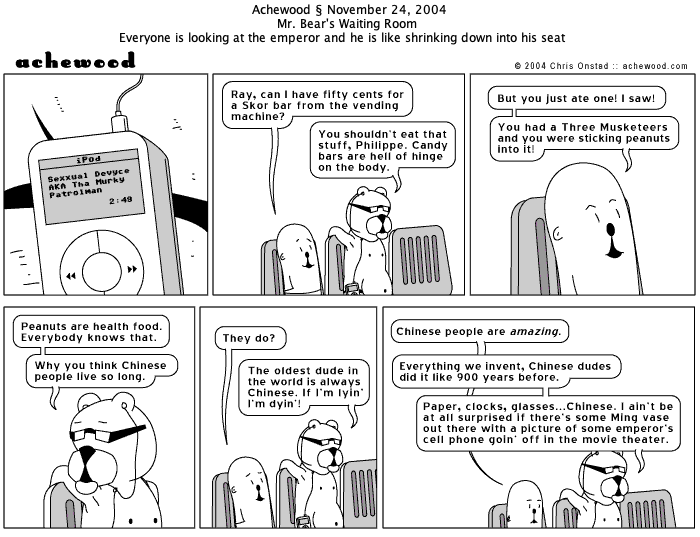 Achewood § November 24, 2004
Mr. Bear's Waiting Room
Everyone is looking at the emperor and he is like shrinking down into his seat
achewood
© 2004 Chris Onstad :: achewood.com
iPod
Sexxual Devyce
AKA Tha Murky
Patrolman
2:49
Ray, can I have fifty cents for
a Skor bar from the vending
machine?
You shouldn't eat that
stuff, Philippe. Candy
bars are hell of hinge
on the body.
But you just ate one! I saw!
You had a Three Musketeers
and you were sticking peanuts
into it!
Peanuts are health food.
Everybody knows that.
Why you think Chinese
people live so long.
They do?
The oldest dude in
the world is always
Chinese. If I'm lyin'
I'm dyin'!
Chinese people are amazing.
Everything we invent, Chinese dudes
did it like 900 years before.
Paper, clocks, glasses...Chinese. I ain't be
at all surprised if there's some Ming vase
out there with a picture of some emperor's
cell phone goin' off in the movie theater.